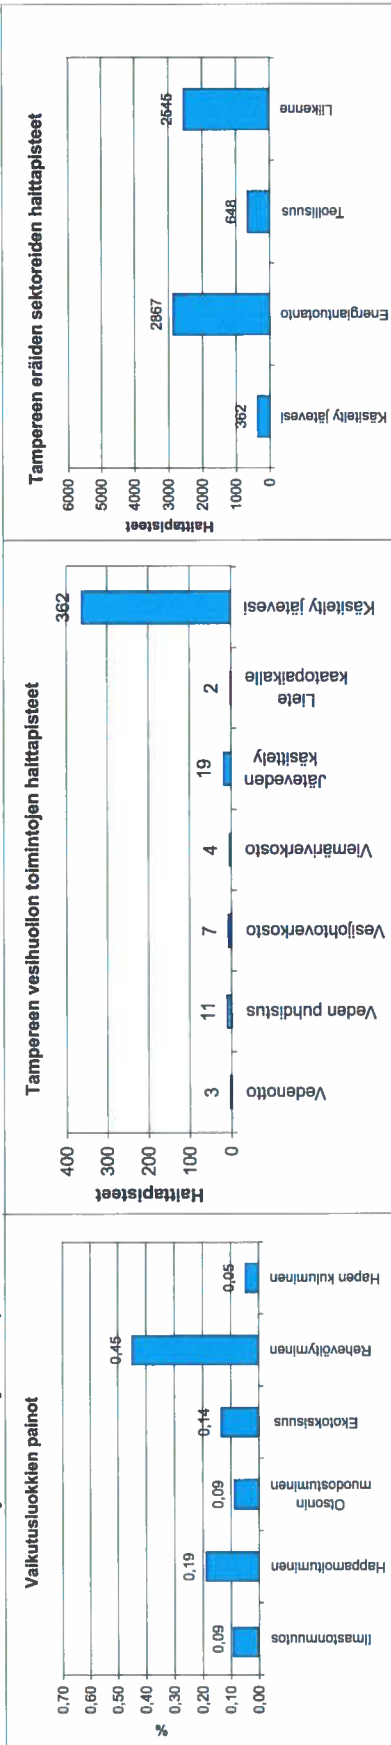 Vaikutusluokkien painot
0,70
0,60
0,50
0,40
0,30
0,20
0,10
0,00
%
0,09
0,19
0,09
0,14
0,45
0,05
Ilmastonmuutos
Happamoituminen
Otsonin
muodostuminen
Ekotoksisuus
Rehevöityminen
Hapen kuluminen
Tampereen vesihuollon toimintojen haittapisteet
400
300
200
100
0
Haittapisteet
3
11
7
4
19
2
362
Vedenotto
Veden puhdistus
Vesijohtoverkosto
Viemäriverkosto
Jäteveden
käsittely
Liete
kaatopaikalle
Käsitelty jätevesi
Tampereen eräiden sektoreiden haittapisteet
6000
5000
4000
3000
2000
1000
0
Haittapisteet
362
2867
648
2545
Käsitelty jätevesi
Energiantuotanto
Teollisuus
Liikenne